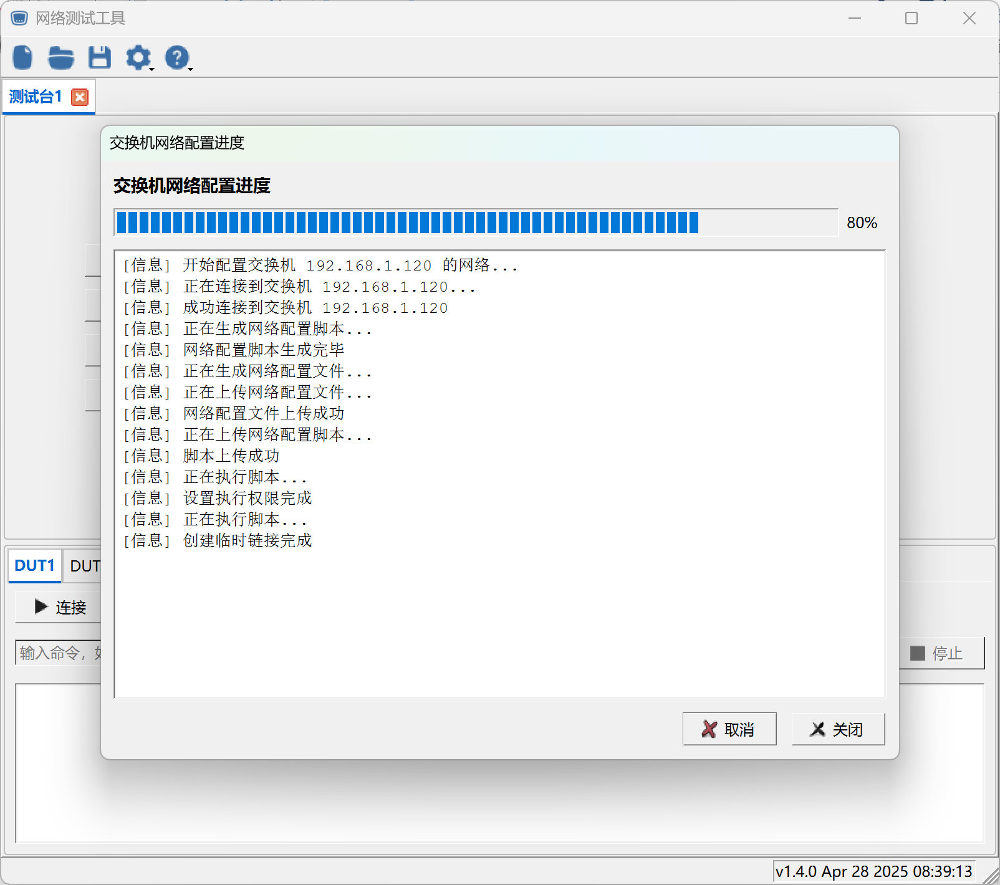 网络测试工具
测试台1
交换机网络配置进度
交换机网络配置进度
80%
[信息] 开始配置交换机 192.168.1.120 的网络...
[信息] 正在连接到交换机 192.168.1.120...
[信息] 成功连接到交换机 192.168.1.120
[信息] 正在生成网络配置脚本...
[信息] 网络配置脚本生成完毕
[信息] 正在生成网络配置文件...
[信息] 正在上传网络配置文件...
[信息] 网络配置文件上传成功
[信息] 正在上传网络配置脚本...
[信息] 脚本上传成功
[信息] 正在执行脚本...
[信息] 设置执行权限完成
[信息] 正在执行脚本...
[信息] 创建临时链接完成
DUT1 DUT
连接
输入命令，
停止
取消 关闭
v1.4.0 Apr 28 2025 08:39:13